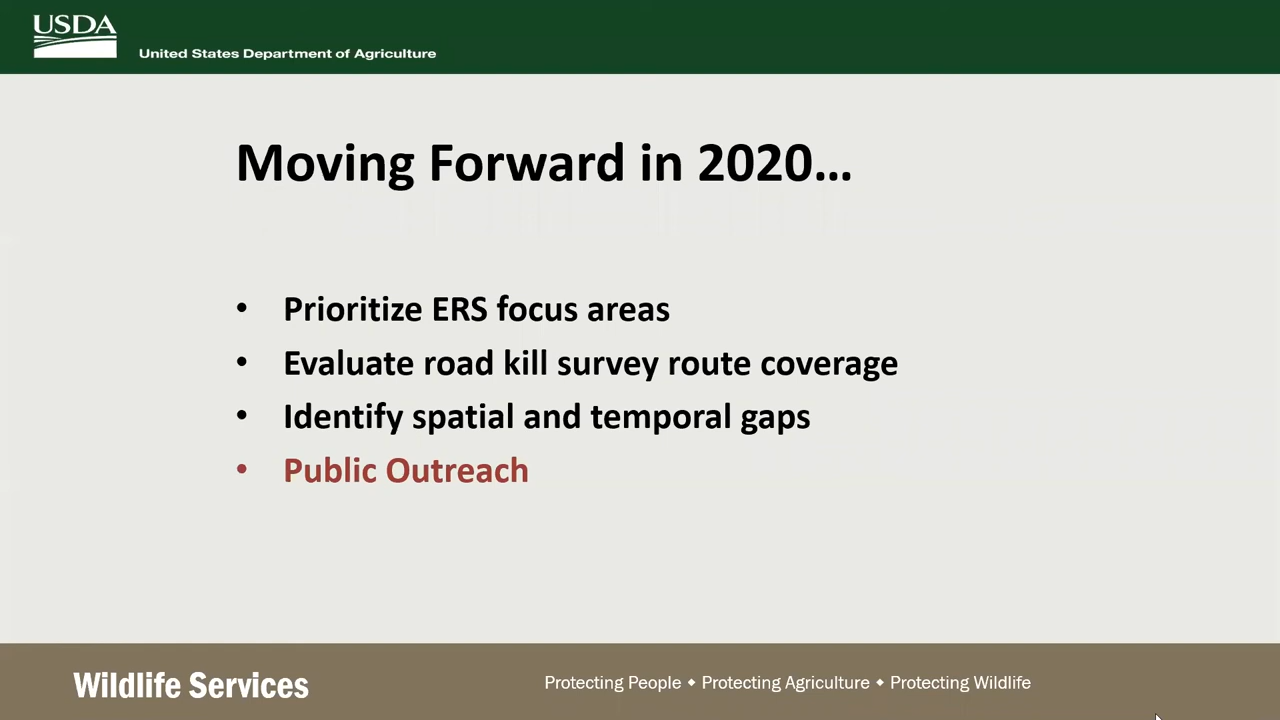 USDA
United States Department of Agriculture
Moving Forward in 2020...
• Prioritize ERS focus areas
• Evaluate road kill survey route coverage
• Identify spatial and temporal gaps
• Public Outreach
Wildlife Services
Protecting People ◆ Protecting Agriculture ◆ Protecting Wildlife